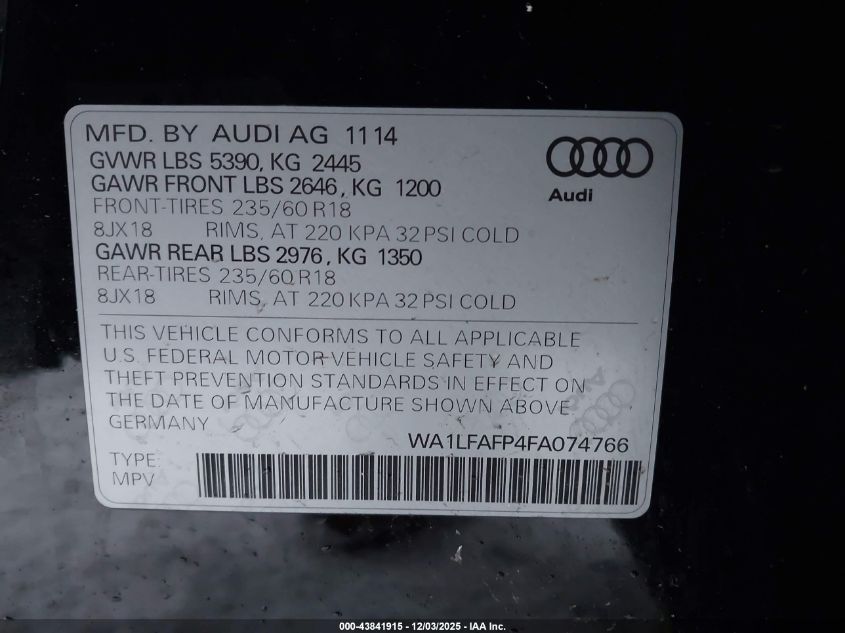 MFD. BY AUDI AG 11 14
GVWR LBS 5390, KG 2445
GAWR FRONT LBS 2646, KG 1200
FRONT-TIRES 235/60 R18
8JX18 RIMS, AT 220 KPA 32 PSI COLD
GAWR REAR LBS 2976, KG 1350
REAR-TIRES 235/60 R18
8JX18 RIMS, AT 220 KPA 32 PSI COLD
Audi
THIS VEHICLE CONFORMS TO ALL APPLICABLE
U.S. FEDERAL MOTOR-VEHICLE SAFETY AND
THEFT PREVENTION STANDARDS IN EFFECT ON
THE DATE OF MANUFACTURE SHOWN ABOVE
GERMANY
WA1LFAFP4FA074766
TYPE:
MPV
000-43841915 - 12/03/2025 - IAA Inc.